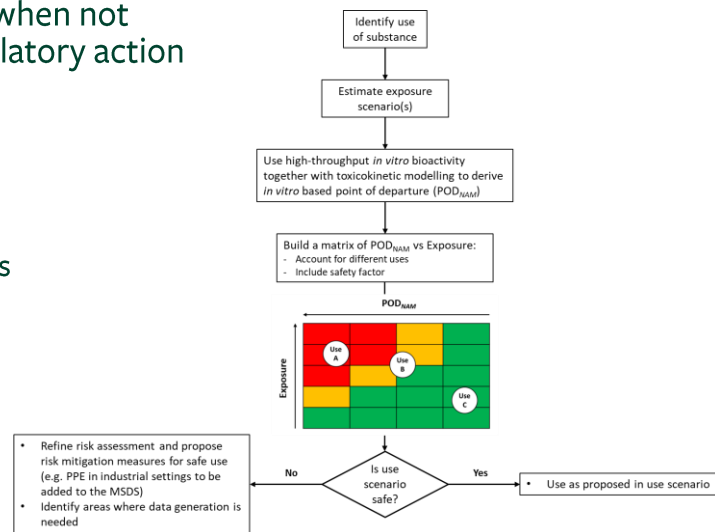 when not
latory action
s
Identify use
of substance
Estimate exposure
scenario(s)
Use high-throughput in vitro bioactivity
together with toxicokinetic modelling to derive
in vitro based point of departure (PODNAM)
Build a matrix of PODNAM vs Exposure:
- Account for different uses
- Include safety factor
PODNAM
Exposure
Use
A
Use
B
Use
C
Is use
scenario
safe?
No
Yes
• Refine risk assessment and propose
risk mitigation measures for safe use
(e.g. PPE in industrial settings to be
added to the MSDS)
• Identify areas where data generation is
needed
• Use as proposed in use scenario